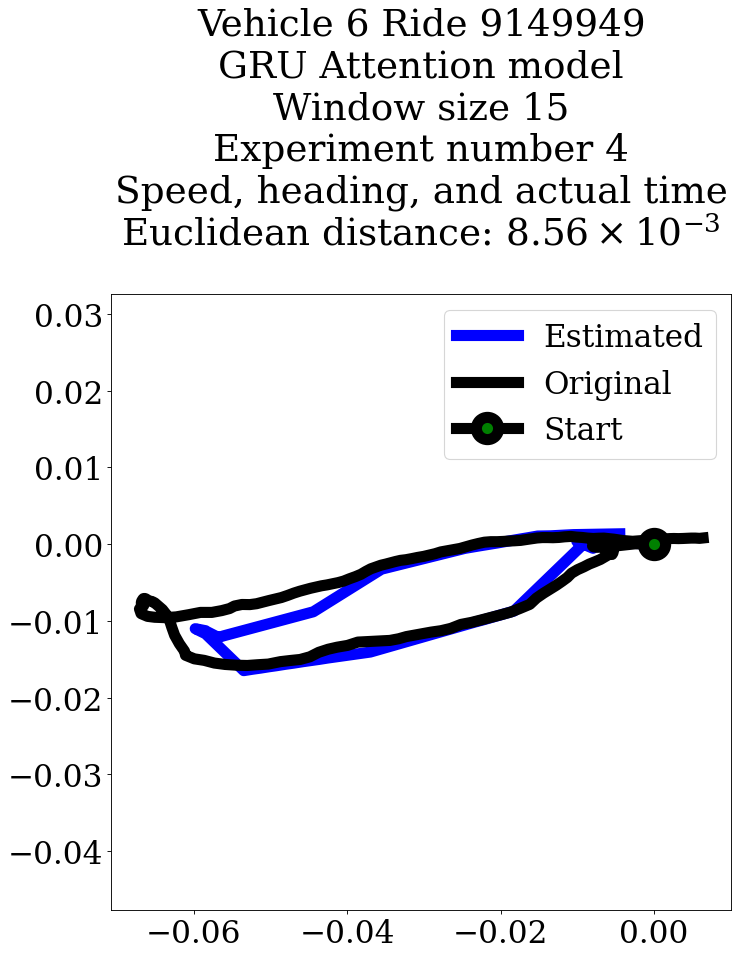 Vehicle 6 Ride 9149949
GRU Attention model
Window size 15
Experiment number 4
Speed, heading, and actual time
Euclidean distance: 8.56 × 10⁻³
Estimated
Original
Start
0.03
0.02
0.01
0.00
−0.01
−0.02
−0.03
−0.04
−0.06
−0.04
−0.02
0.00